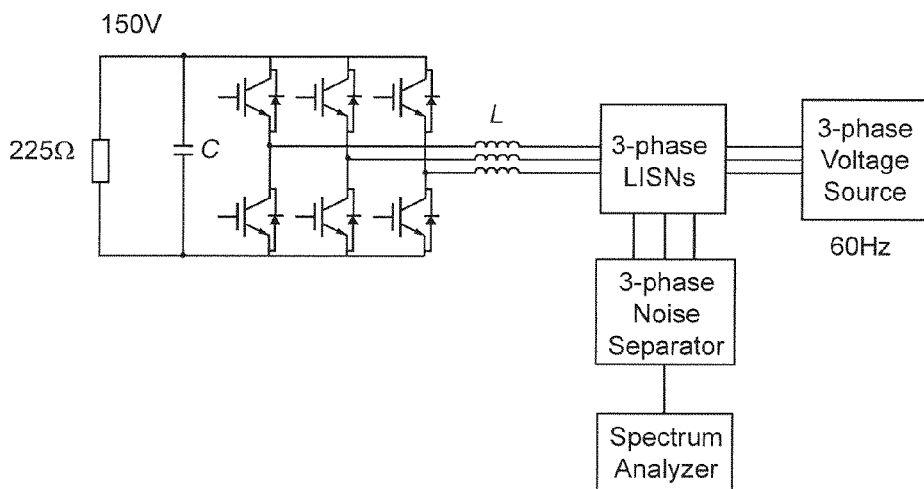 150V
225Ω
C
L
3-phase
LISNs
3-phase
Voltage
Source
60Hz
3-phase
Noise
Separator
Spectrum
Analyzer